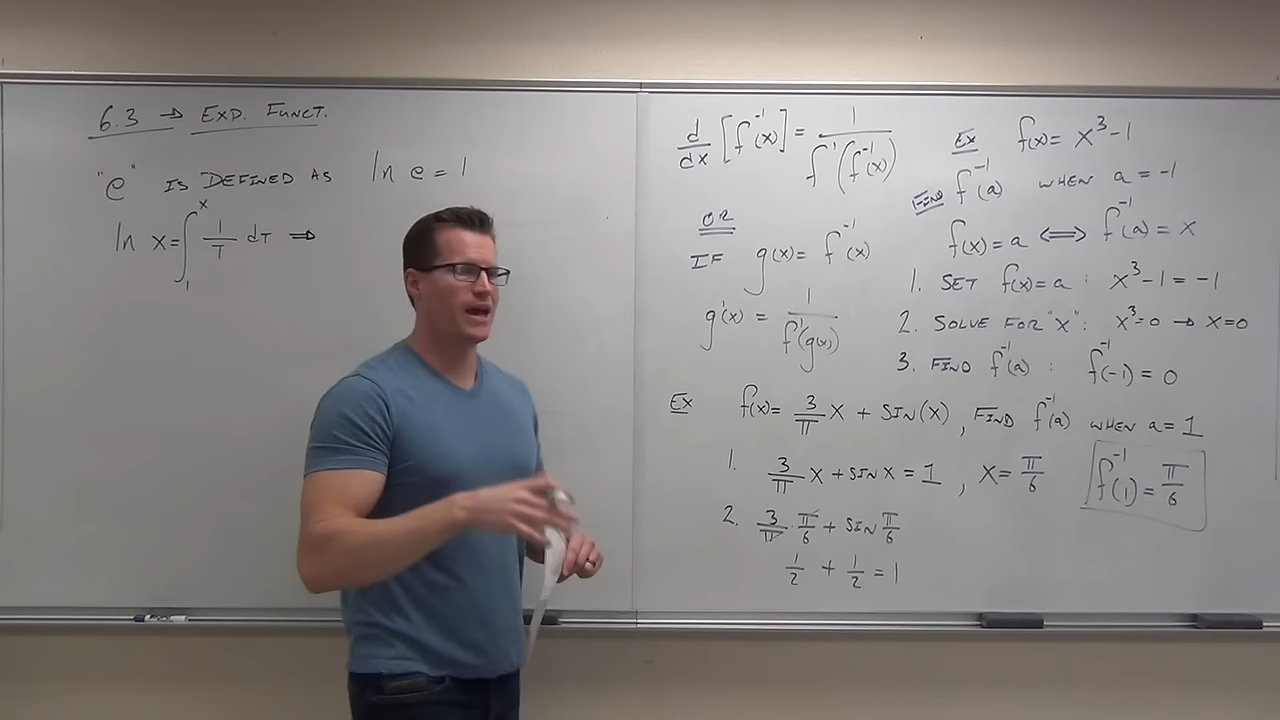 6.3 → EXP. FUNCT.
"e" IS DEFINED AS ln e = 1
ln x = ∫₁ˣ 1/T dT ⇒
d/dx [f⁻¹(x)] = 1/f'(f⁻¹(x))
OR
IF g(x) = f⁻¹(x)
g'(x) = 1/f'(g(x))
EX f(x) = x³-1
FIND f⁻¹(a) WHEN a = -1
f(x) = a ⟺ f⁻¹(a) = x
1. SET f(x) = a : x³-1 = -1
2. SOLVE FOR "x" : x³=0 → x=0
3. FIND f⁻¹(a) : f⁻¹(-1) = 0
EX f(x) = 3/π x + SIN(x), FIND f⁻¹(a) WHEN a = 1
1. 3/π x + SIN x = 1, x = π/6
f⁻¹(1) = π/6
2. 3/π · π/6 + SIN π/6
1/2 + 1/2 = 1